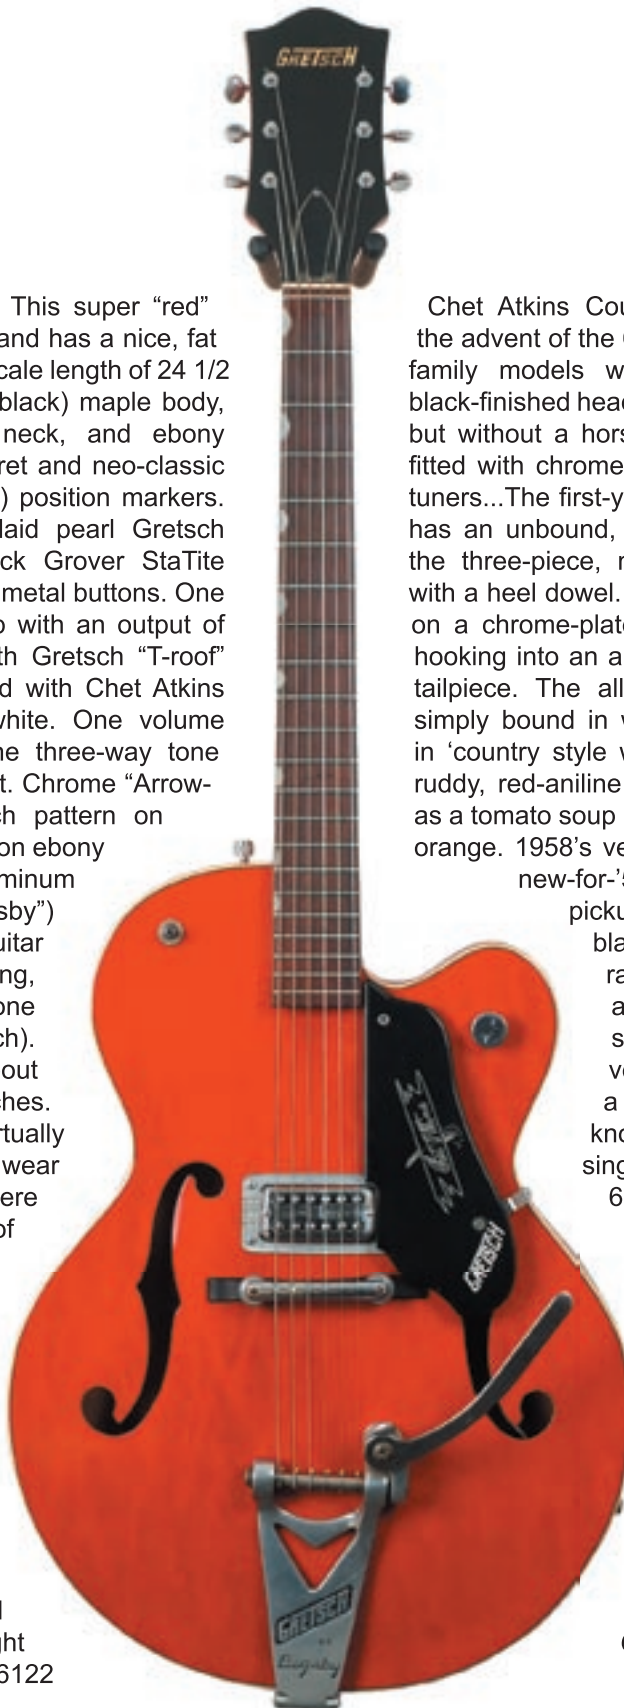 GRETSCH
This super “red”
and has a nice, fat
cale length of 24 1/2
black) maple body,
neck, and ebony
ret and neo-classic
) position markers.
laid pearl Gretsch
ck Grover StaTite
metal buttons. One
p with an output of
th Gretsch “T-roof”
d with Chet Atkins
white. One volume
ne three-way tone
t. Chrome “Arrow-
ch pattern on
on ebony
minum
sby”)
uitar
ng,
one
ch).
out
ches.
rtually
wear
ere
of
ght
6122
Chet Atkins Cou
the advent of the
family models w
black-finished head
but without a hors
fitted with chrome
tuners...The first-y
has an unbound,
the three-piece, r
with a heel dowel.
on a chrome-plate
hooking into an a
tailpiece. The all
simply bound in
in ‘country style
ruddy, red-aniline
as a tomato soup
orange. 1958’s ve
new-for-’5
picku
bla
ra
a
s
ve
a
kno
sing
6
GRETSCH
GRETSCH
BY
Bigsby